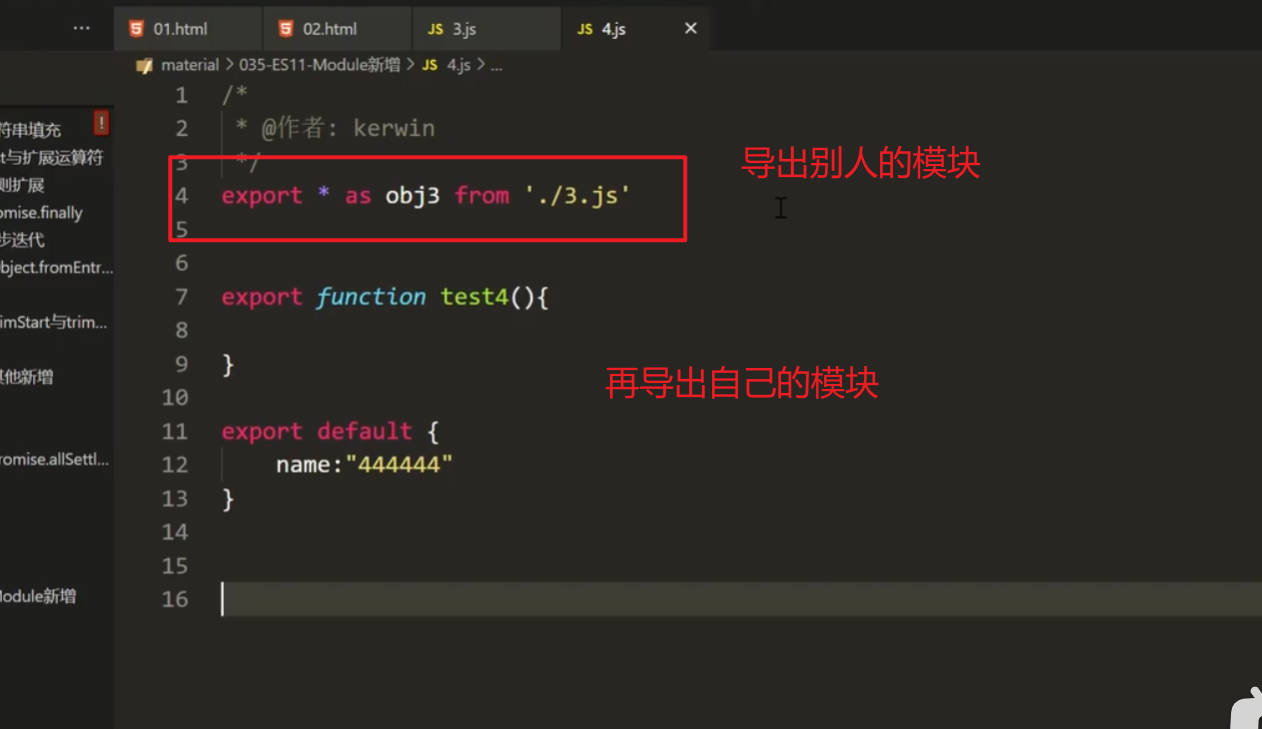 ··· 01.html 02.html JS 3.js JS 4.js ×
material > 035-ES11-Module新增 > JS 4.js > ...
符串填充
t与扩展运算符
则扩展
omise.finally
步迭代
bject.fromEntr...
imStart与trim...
其他新增
romise.allSettl...
Module新增
1 /*
2 * @作者: kerwin
3 */
4 export * as obj3 from './3.js'
5
6
7 export function test4(){
8
9 }
10
11 export default {
12 name:"444444"
13 }
14
15
16
导出别人的模块
再导出自己的模块